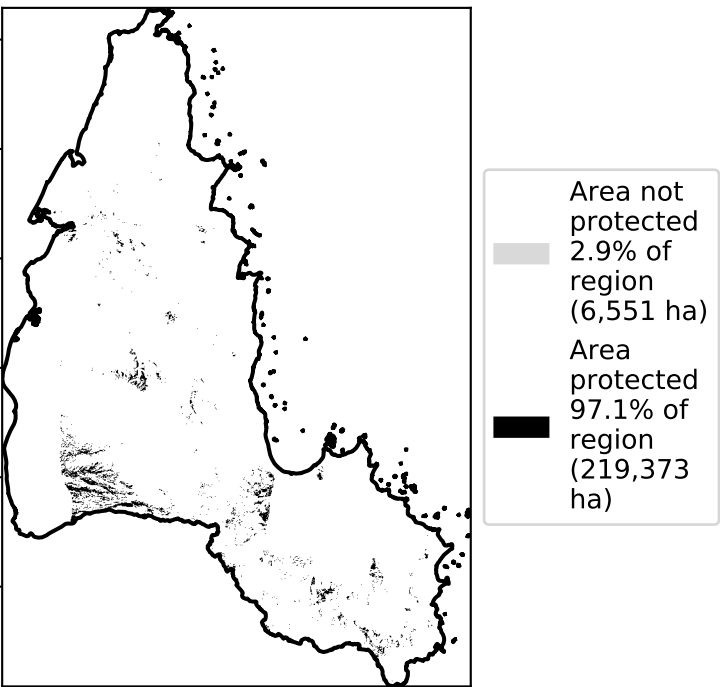 Area not
protected
2.9% of
region
(6,551 ha)
Area
protected
97.1% of
region
(219,373
ha)